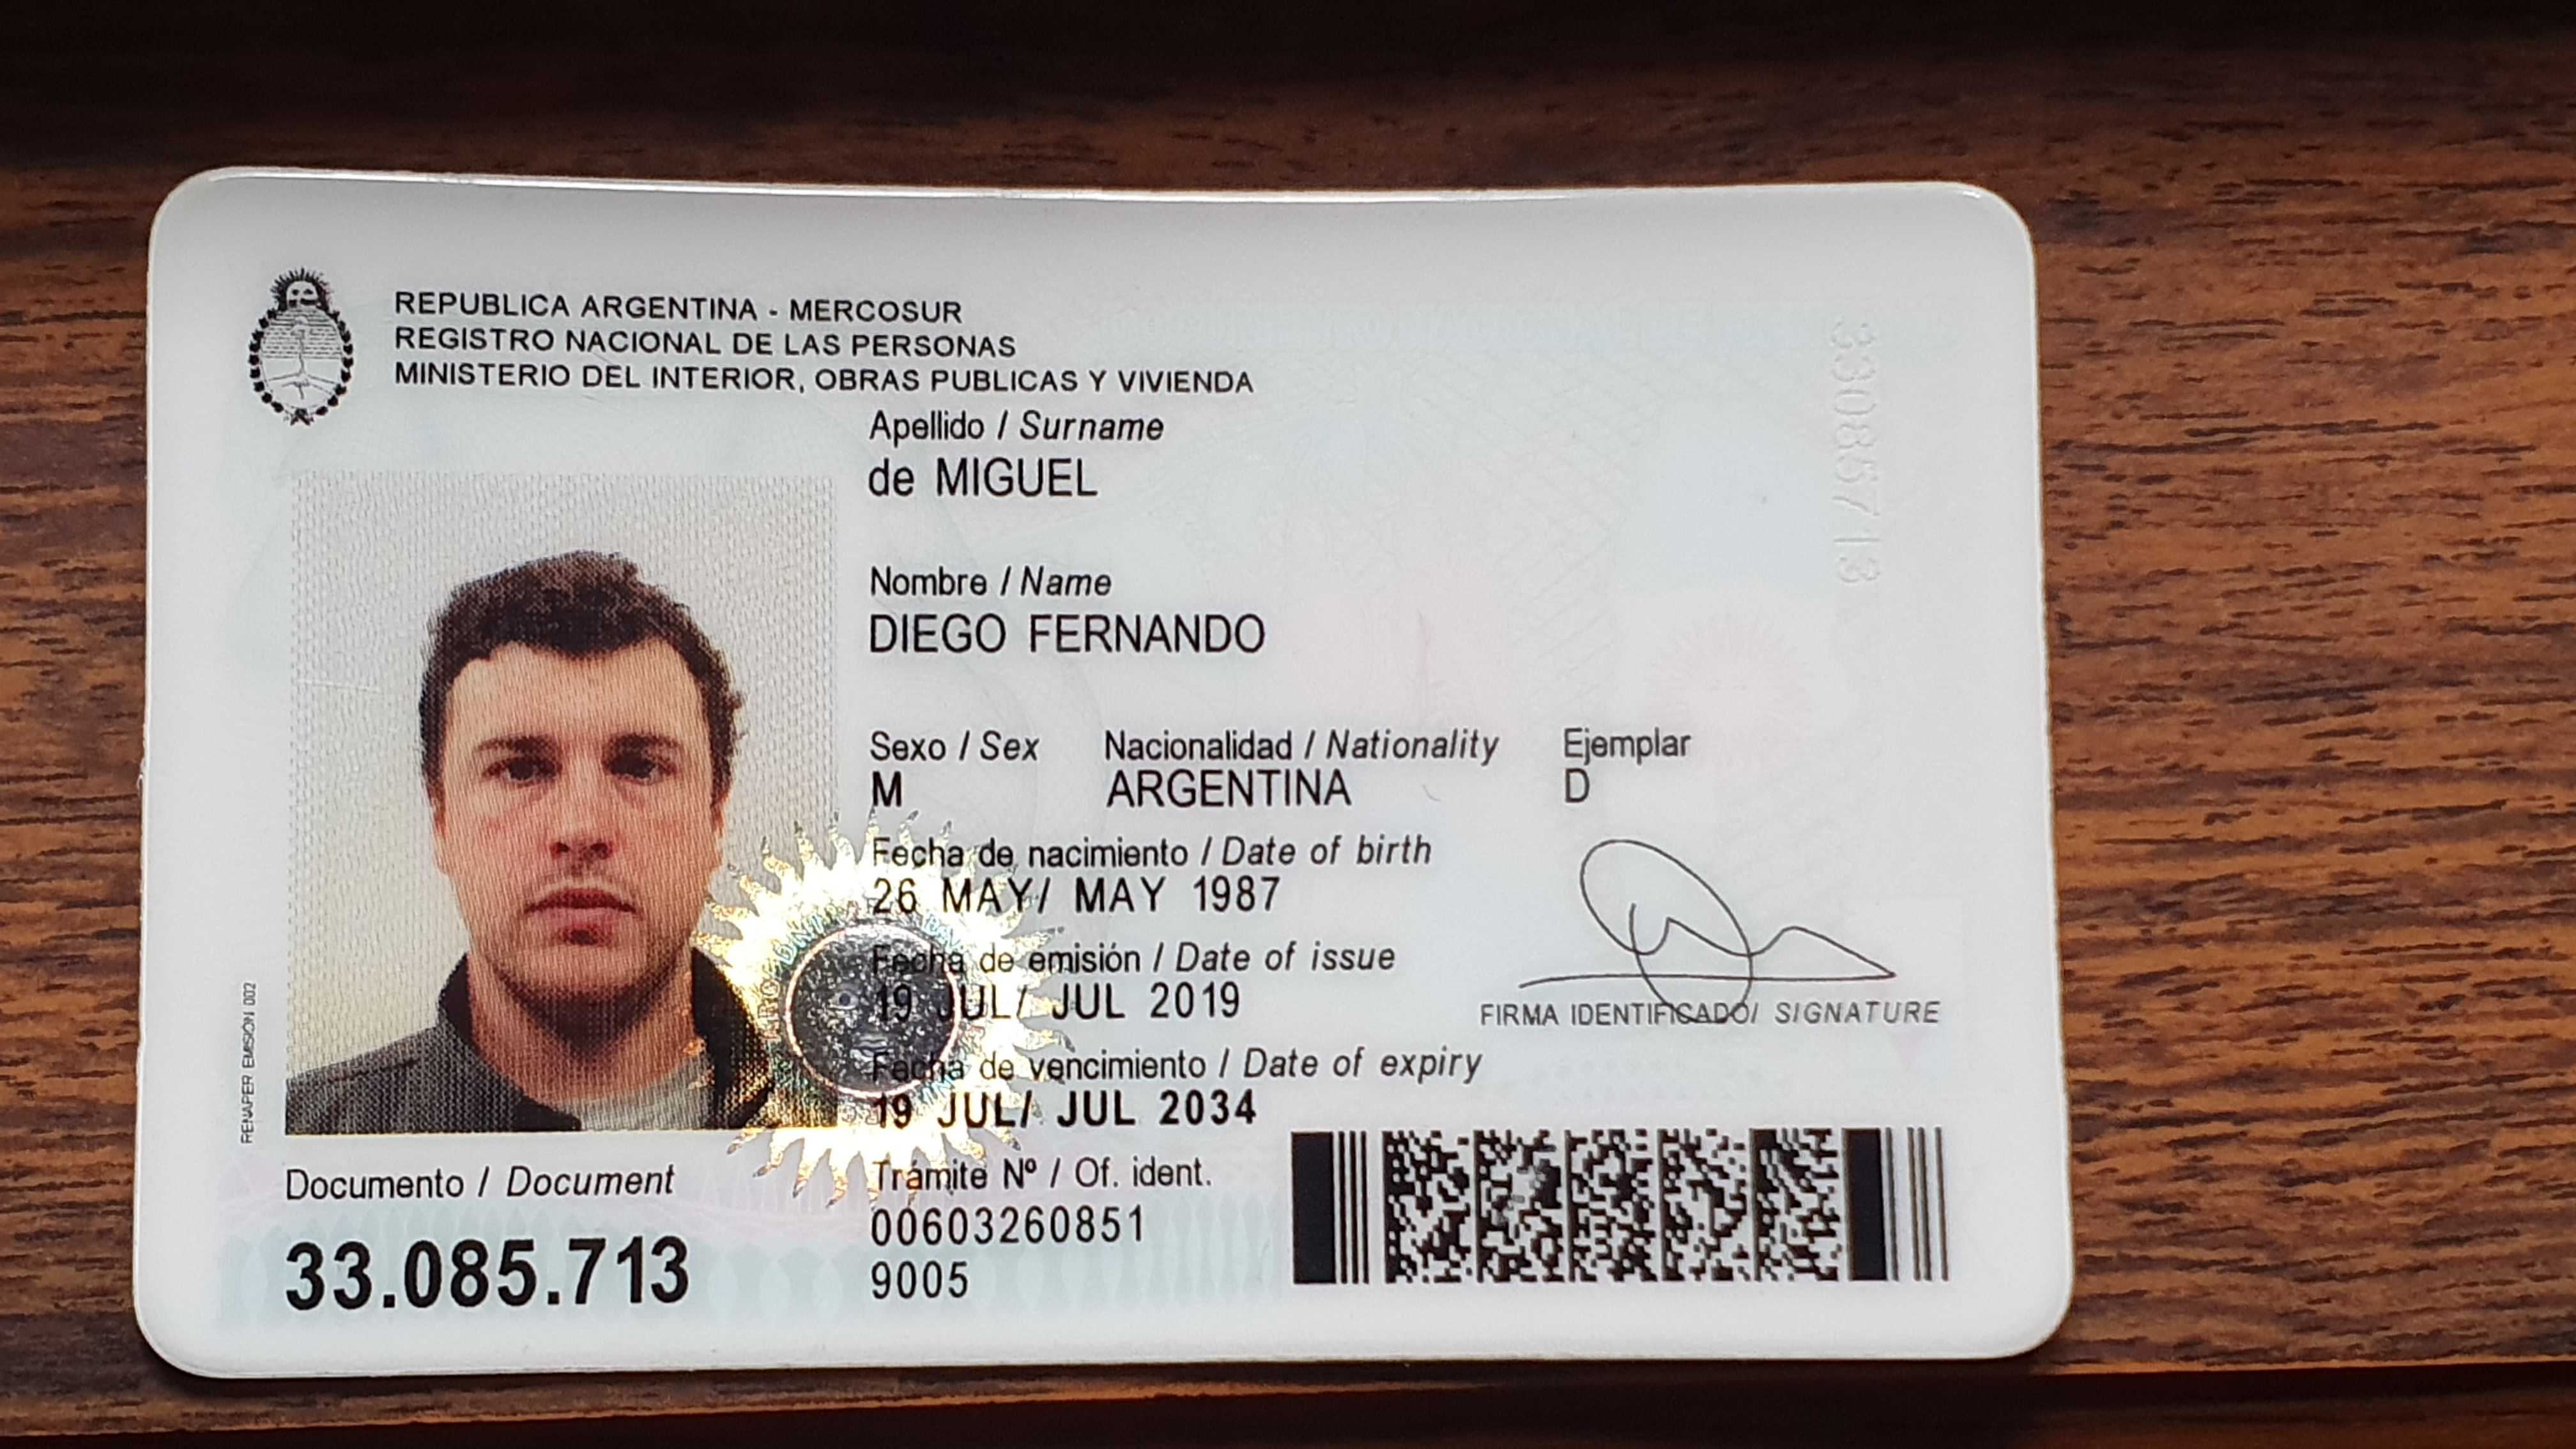 REPUBLICA ARGENTINA - MERCOSUR
REGISTRO NACIONAL DE LAS PERSONAS
MINISTERIO DEL INTERIOR, OBRAS PUBLICAS Y VIVIENDA
Apellido / Surname
de MIGUEL
Nombre / Name
DIEGO FERNANDO
Sexo / Sex Nacionalidad / Nationality Ejemplar
M ARGENTINA D
Fecha de nacimiento / Date of birth
26 MAY/ MAY 1987
Fecha de emisión / Date of issue
19 JUL/ JUL 2019
Fecha de vencimiento / Date of expiry
19 JUL/ JUL 2034
FIRMA IDENTIFICADO/ SIGNATURE
RENAPER EMISIÓN 002
Documento / Document
33.085.713
Trámite Nº / Of. ident.
00603260851
9005
33085713